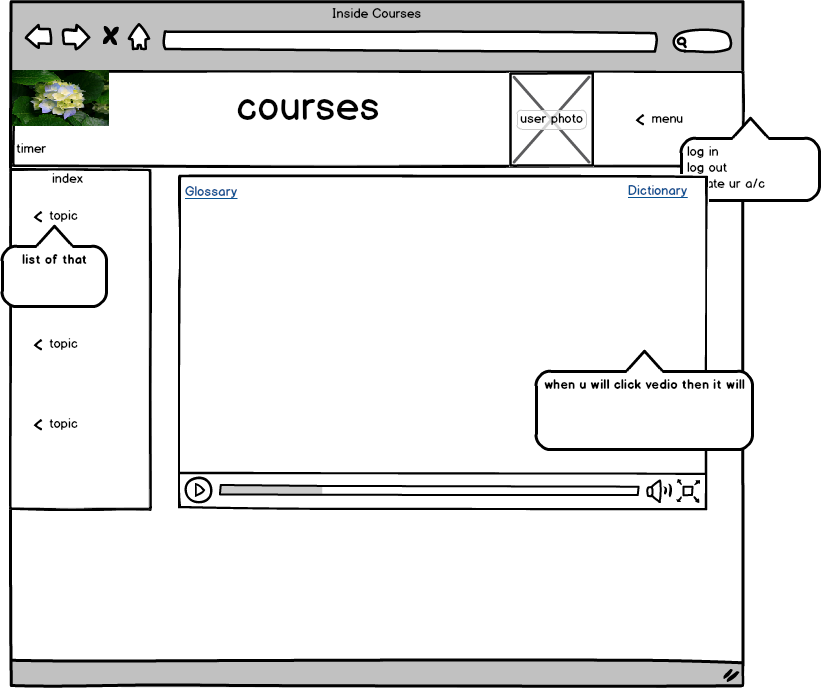 Inside Courses
courses
user photo
menu
timer
log in
log out
ate ur a/c
index
Glossary
Dictionary
topic
list of that
topic
when u will click vedio then it will
topic